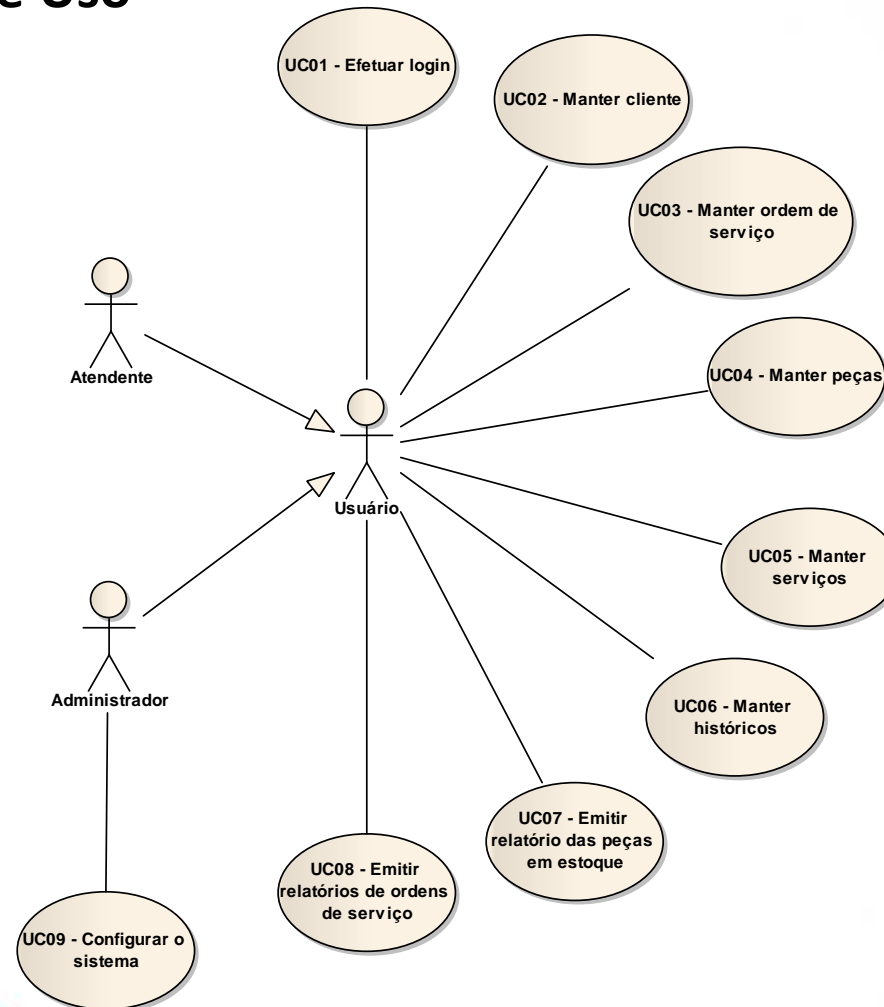 e Uso
UC01 - Efetuar login
UC02 - Manter cliente
UC03 - Manter ordem de
serviço
Atendente
UC04 - Manter peças
Usuário
UC05 - Manter
serviços
Administrador
UC06 - Manter
históricos
UC07 - Emitir
relatório das peças
em estoque
UC08 - Emitir
relatórios de ordens
de serviço
UC09 - Configurar o
sistema